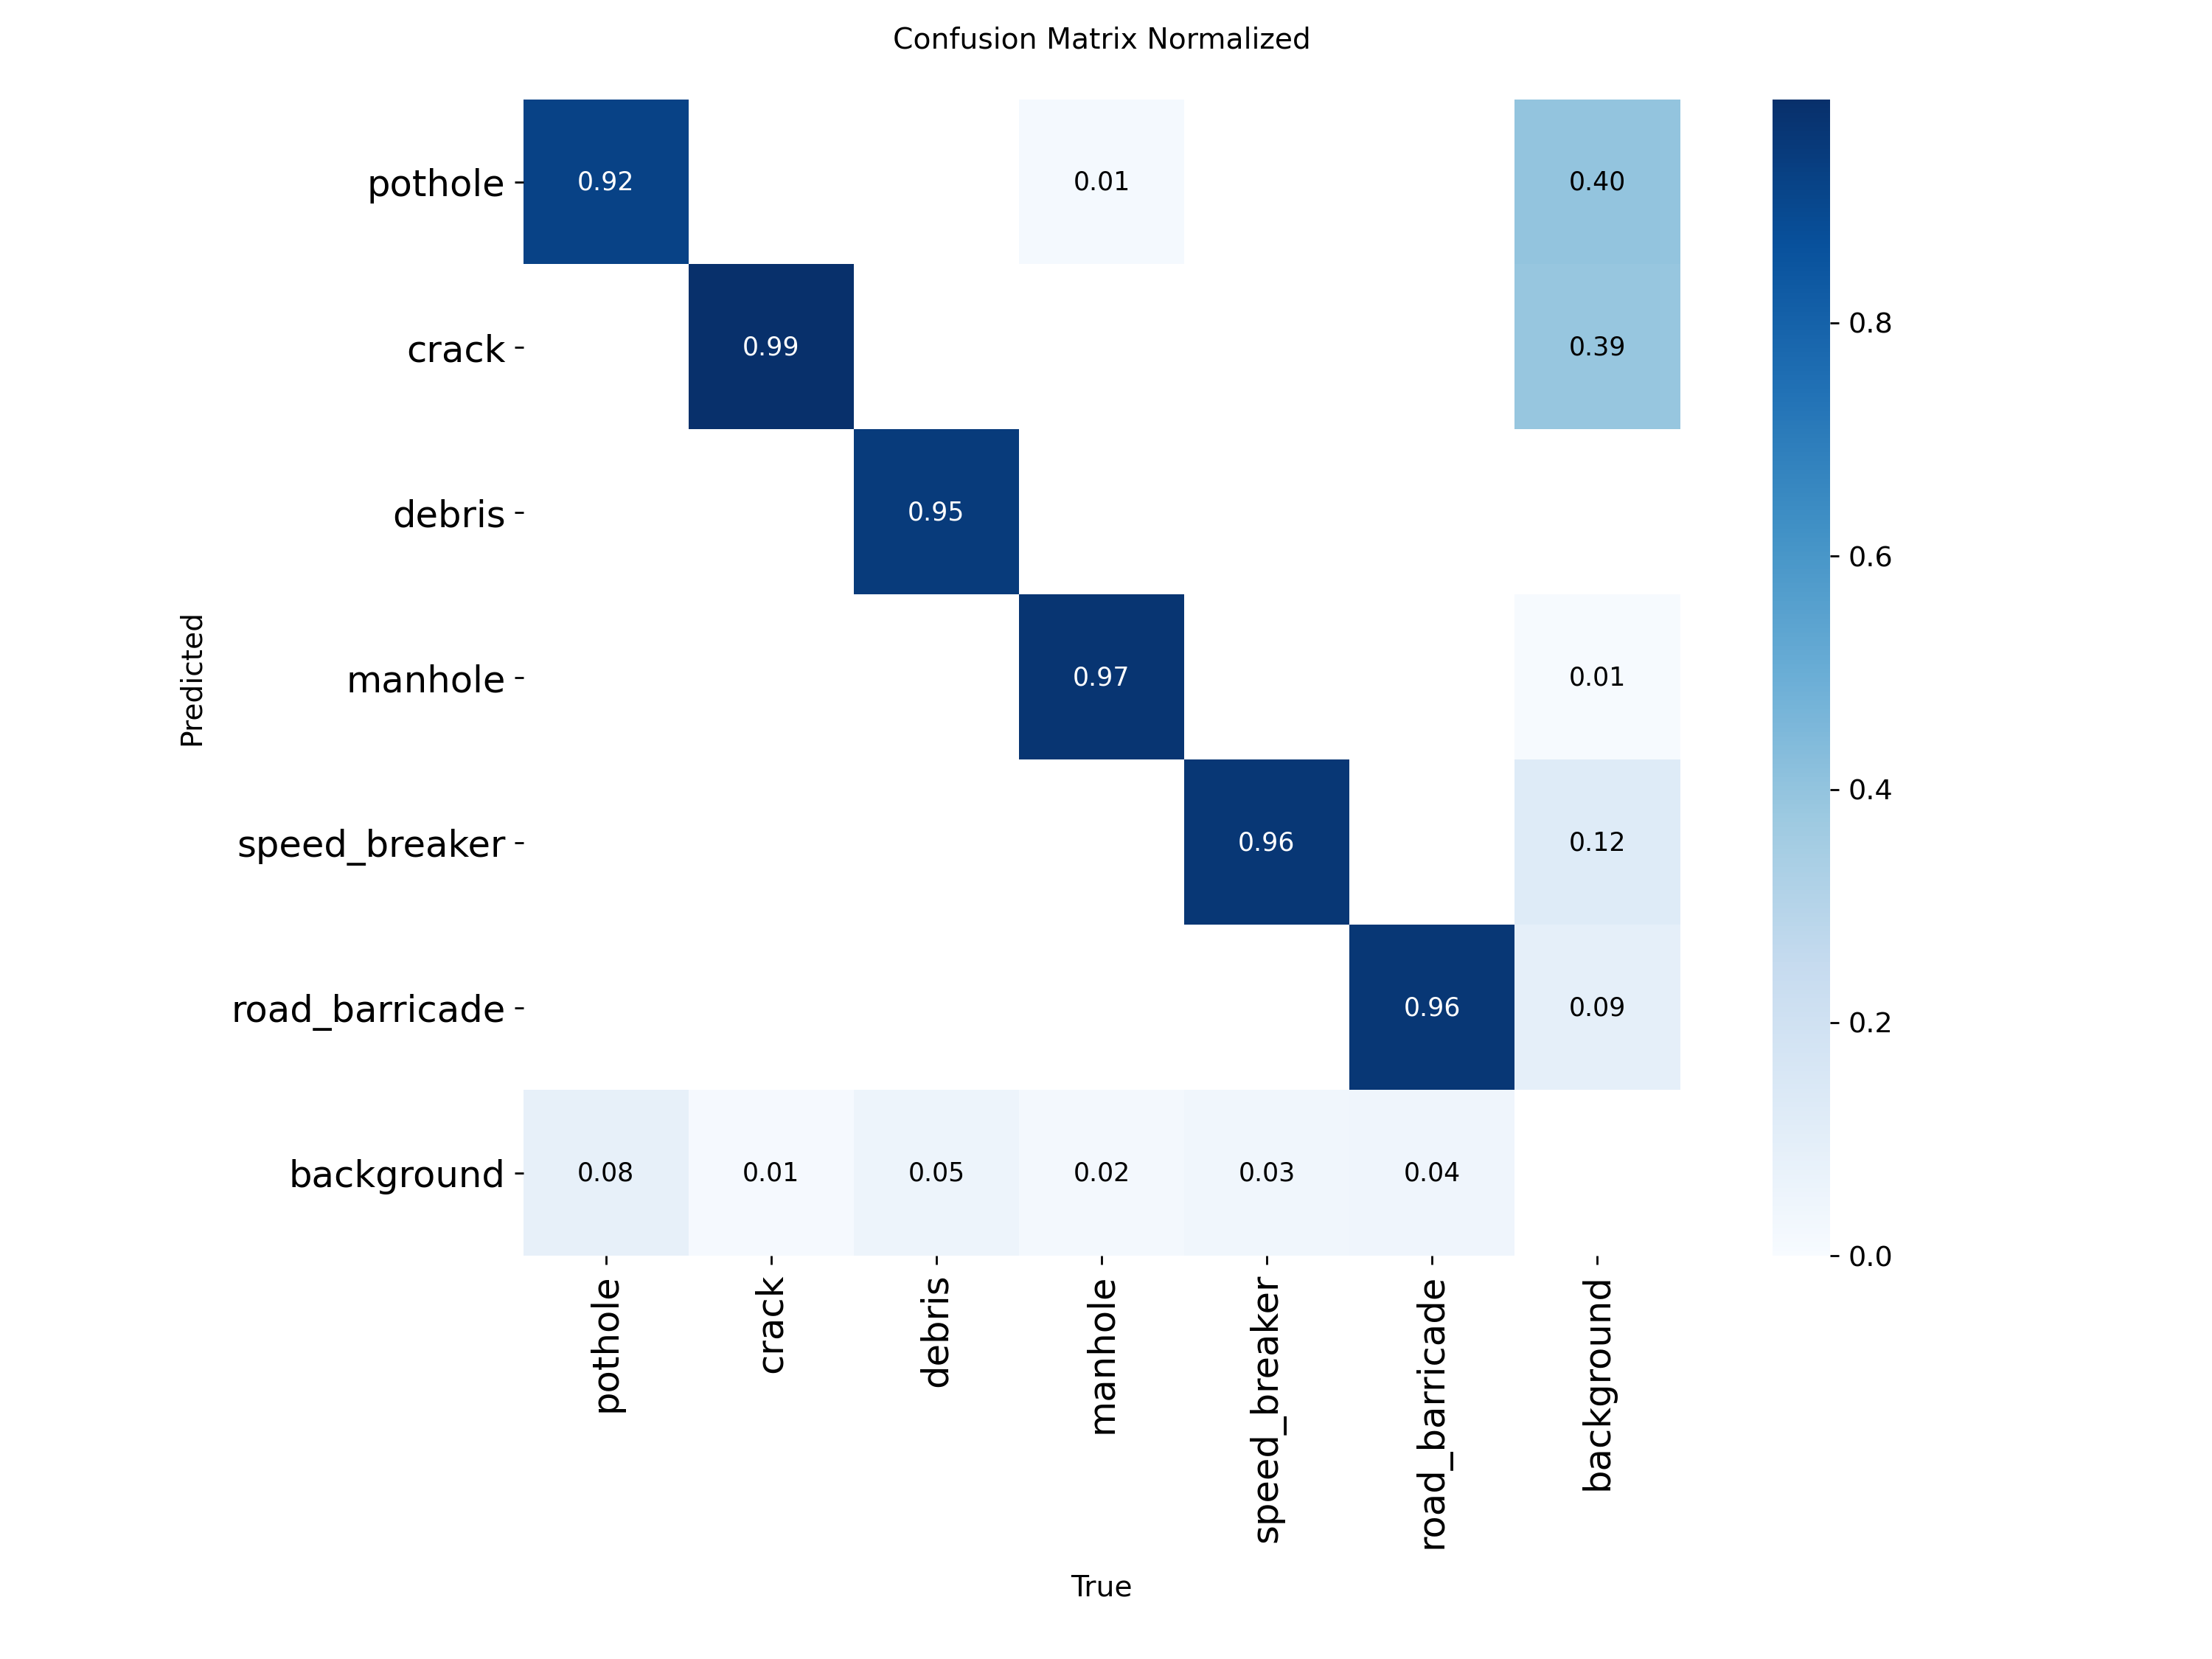 Confusion Matrix Normalized
pothole 0.92 0.01 0.40
crack 0.99 0.39 0.8
debris 0.95 0.6
manhole 0.97 0.01
Predicted
speed_breaker 0.96 0.12 0.4
road_barricade 0.96 0.09 0.2
background 0.08 0.01 0.05 0.02 0.03 0.04
0.0
pothole crack debris manhole speed_breaker road_barricade background
True